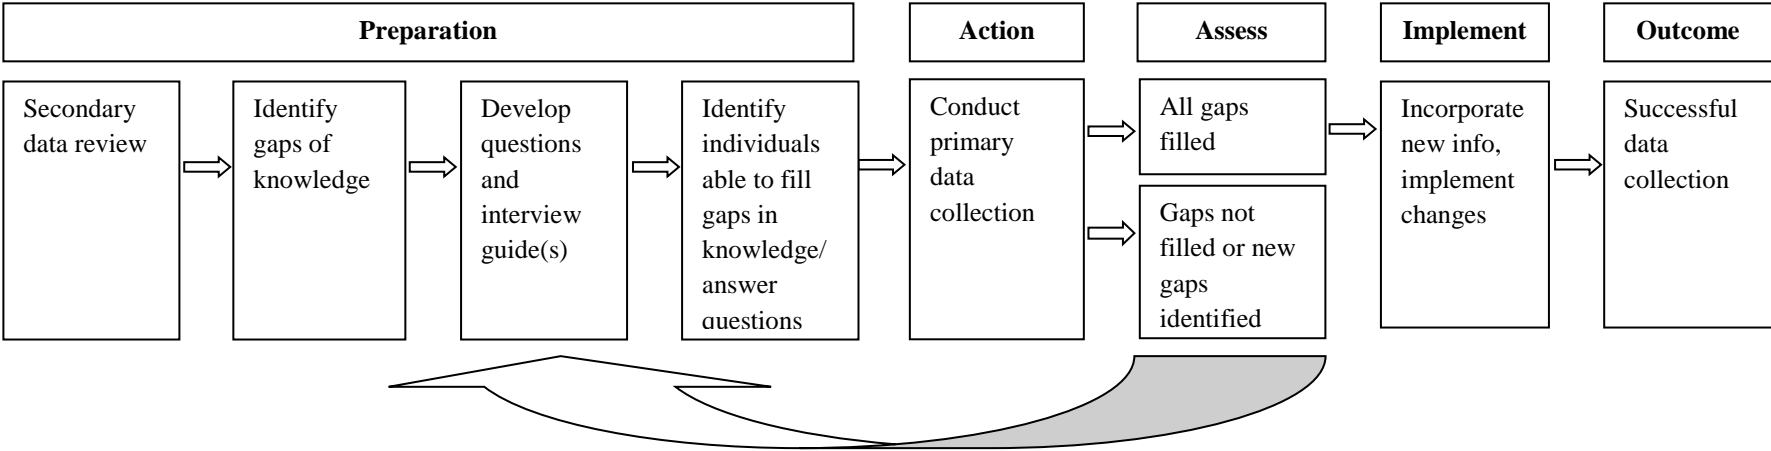 Preparation
Action
Assess
Implement
Outcome
Secondary
data review
Identify
gaps of
knowledge
Develop
questions
and
interview
guide(s)
Identify
individuals
able to fill
gaps in
knowledge/
answer
questions
Conduct
primary
data
collection
All gaps
filled
Gaps not
filled or new
gaps
identified
Incorporate
new info,
implement
changes
Successful
data
collection